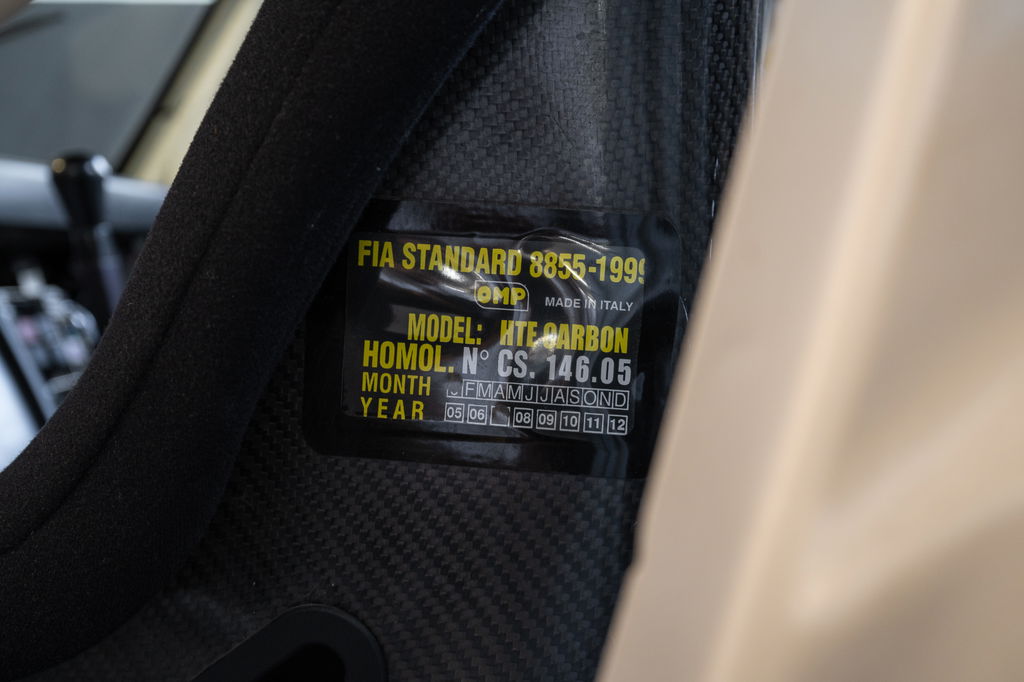 FIA STANDARD 8855-1999
OMP MADE IN ITALY
MODEL: HTE CARBON
HOMOL. N° CS. 146.05
MONTH J F M A M J J A S O N D
YEAR 05 06 08 09 10 11 12